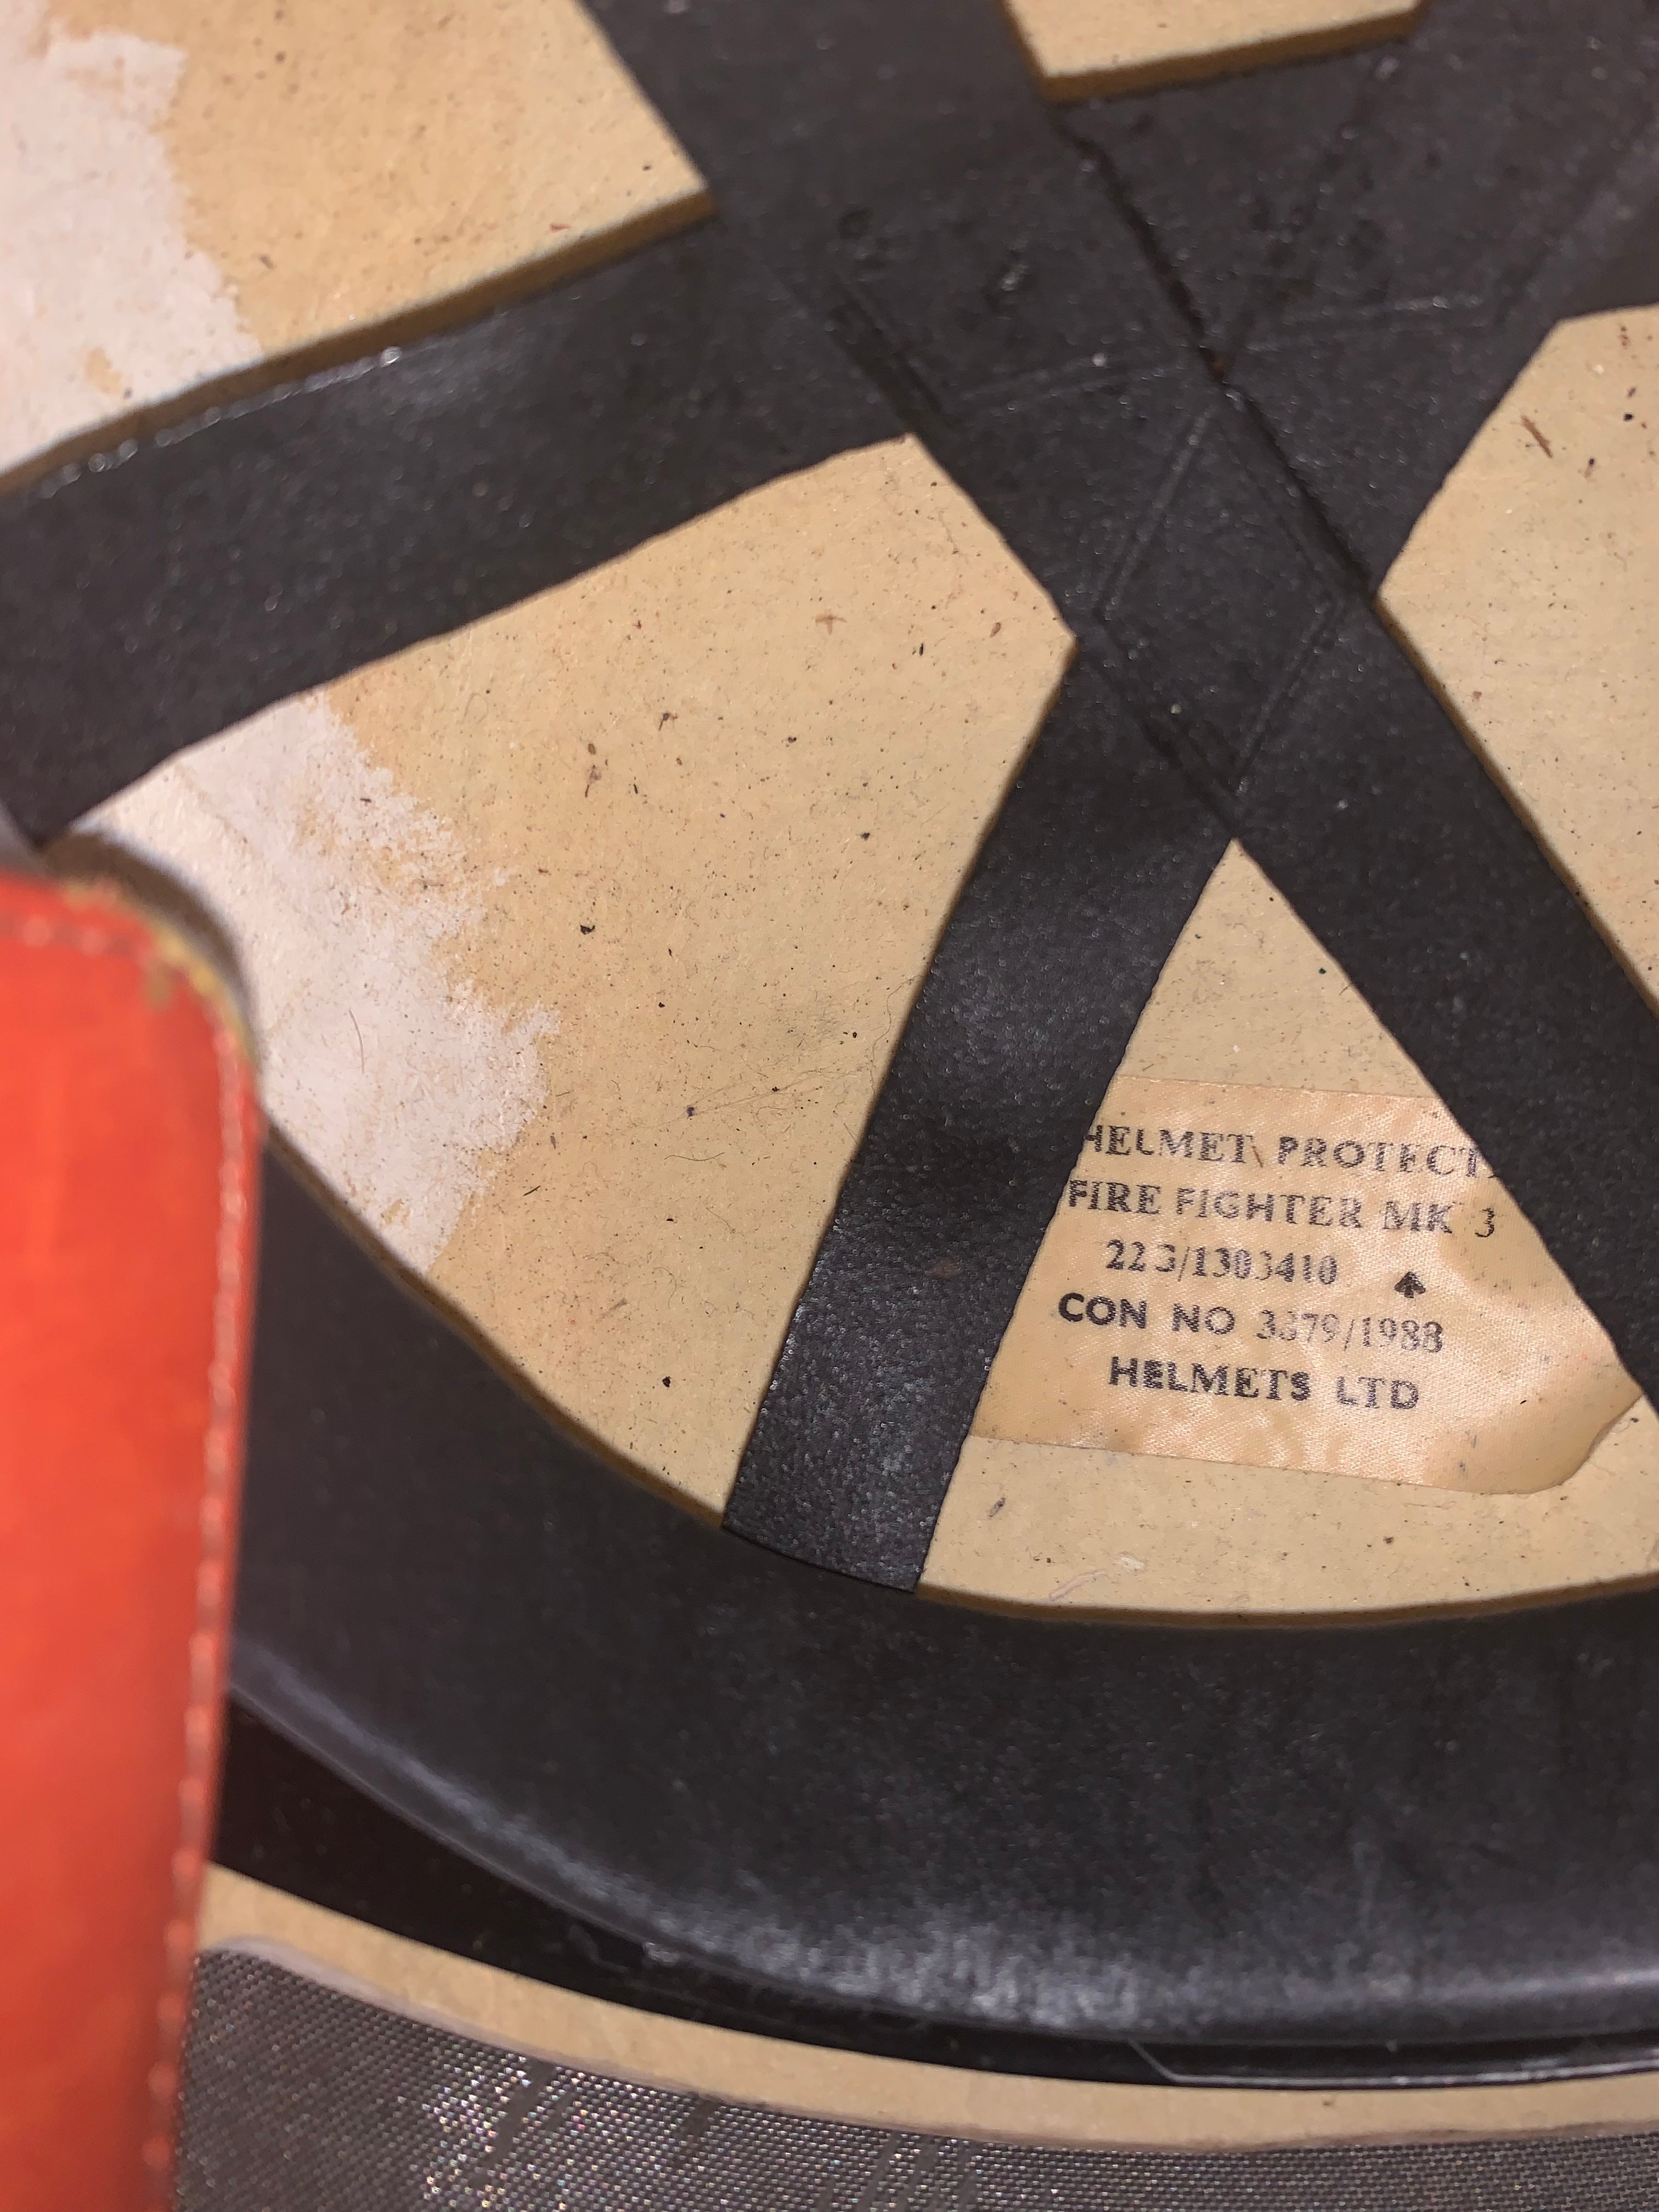 HELMET PROTECT
FIRE FIGHTER MK 3
22G/1303410
CON NO 3379/1988
HELMETS LTD